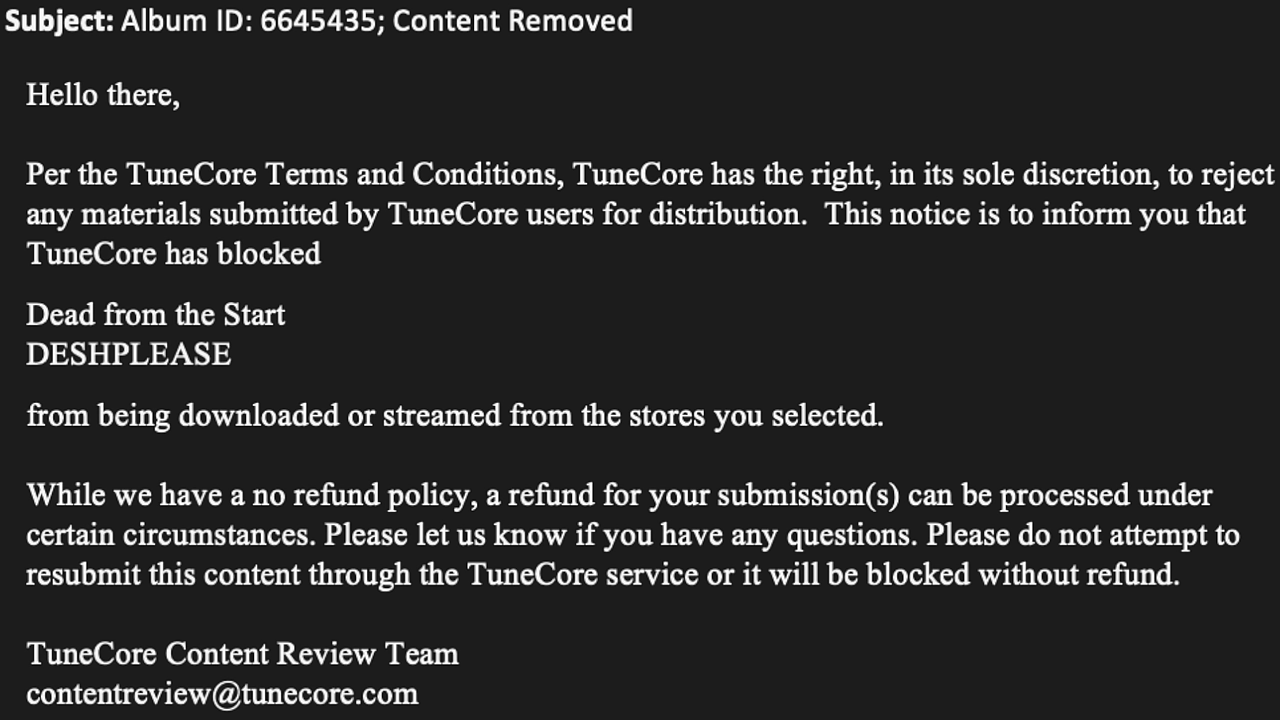 Subject: Album ID: 6645435; Content Removed
Hello there,
Per the TuneCore Terms and Conditions, TuneCore has the right, in its sole discretion, to reject
any materials submitted by TuneCore users for distribution.  This notice is to inform you that
TuneCore has blocked
Dead from the Start
DESHPLEASE
from being downloaded or streamed from the stores you selected.
While we have a no refund policy, a refund for your submission(s) can be processed under
certain circumstances. Please let us know if you have any questions. Please do not attempt to
resubmit this content through the TuneCore service or it will be blocked without refund.
TuneCore Content Review Team
contentreview@tunecore.com